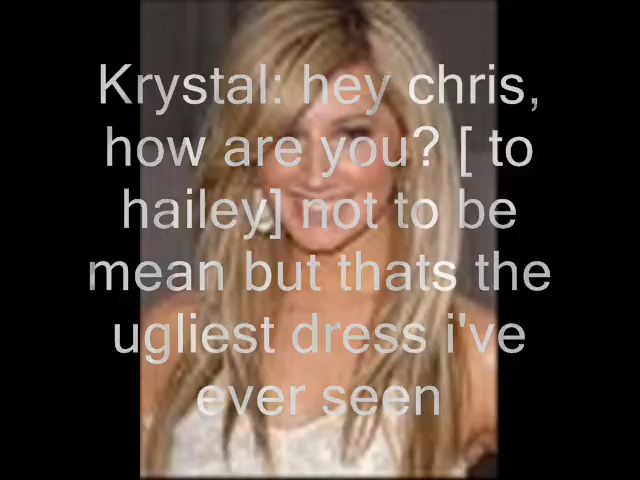 Krystal: hey chris,
how are you? [ to
hailey] not to be
mean but thats the
ugliest dress i've
ever seen